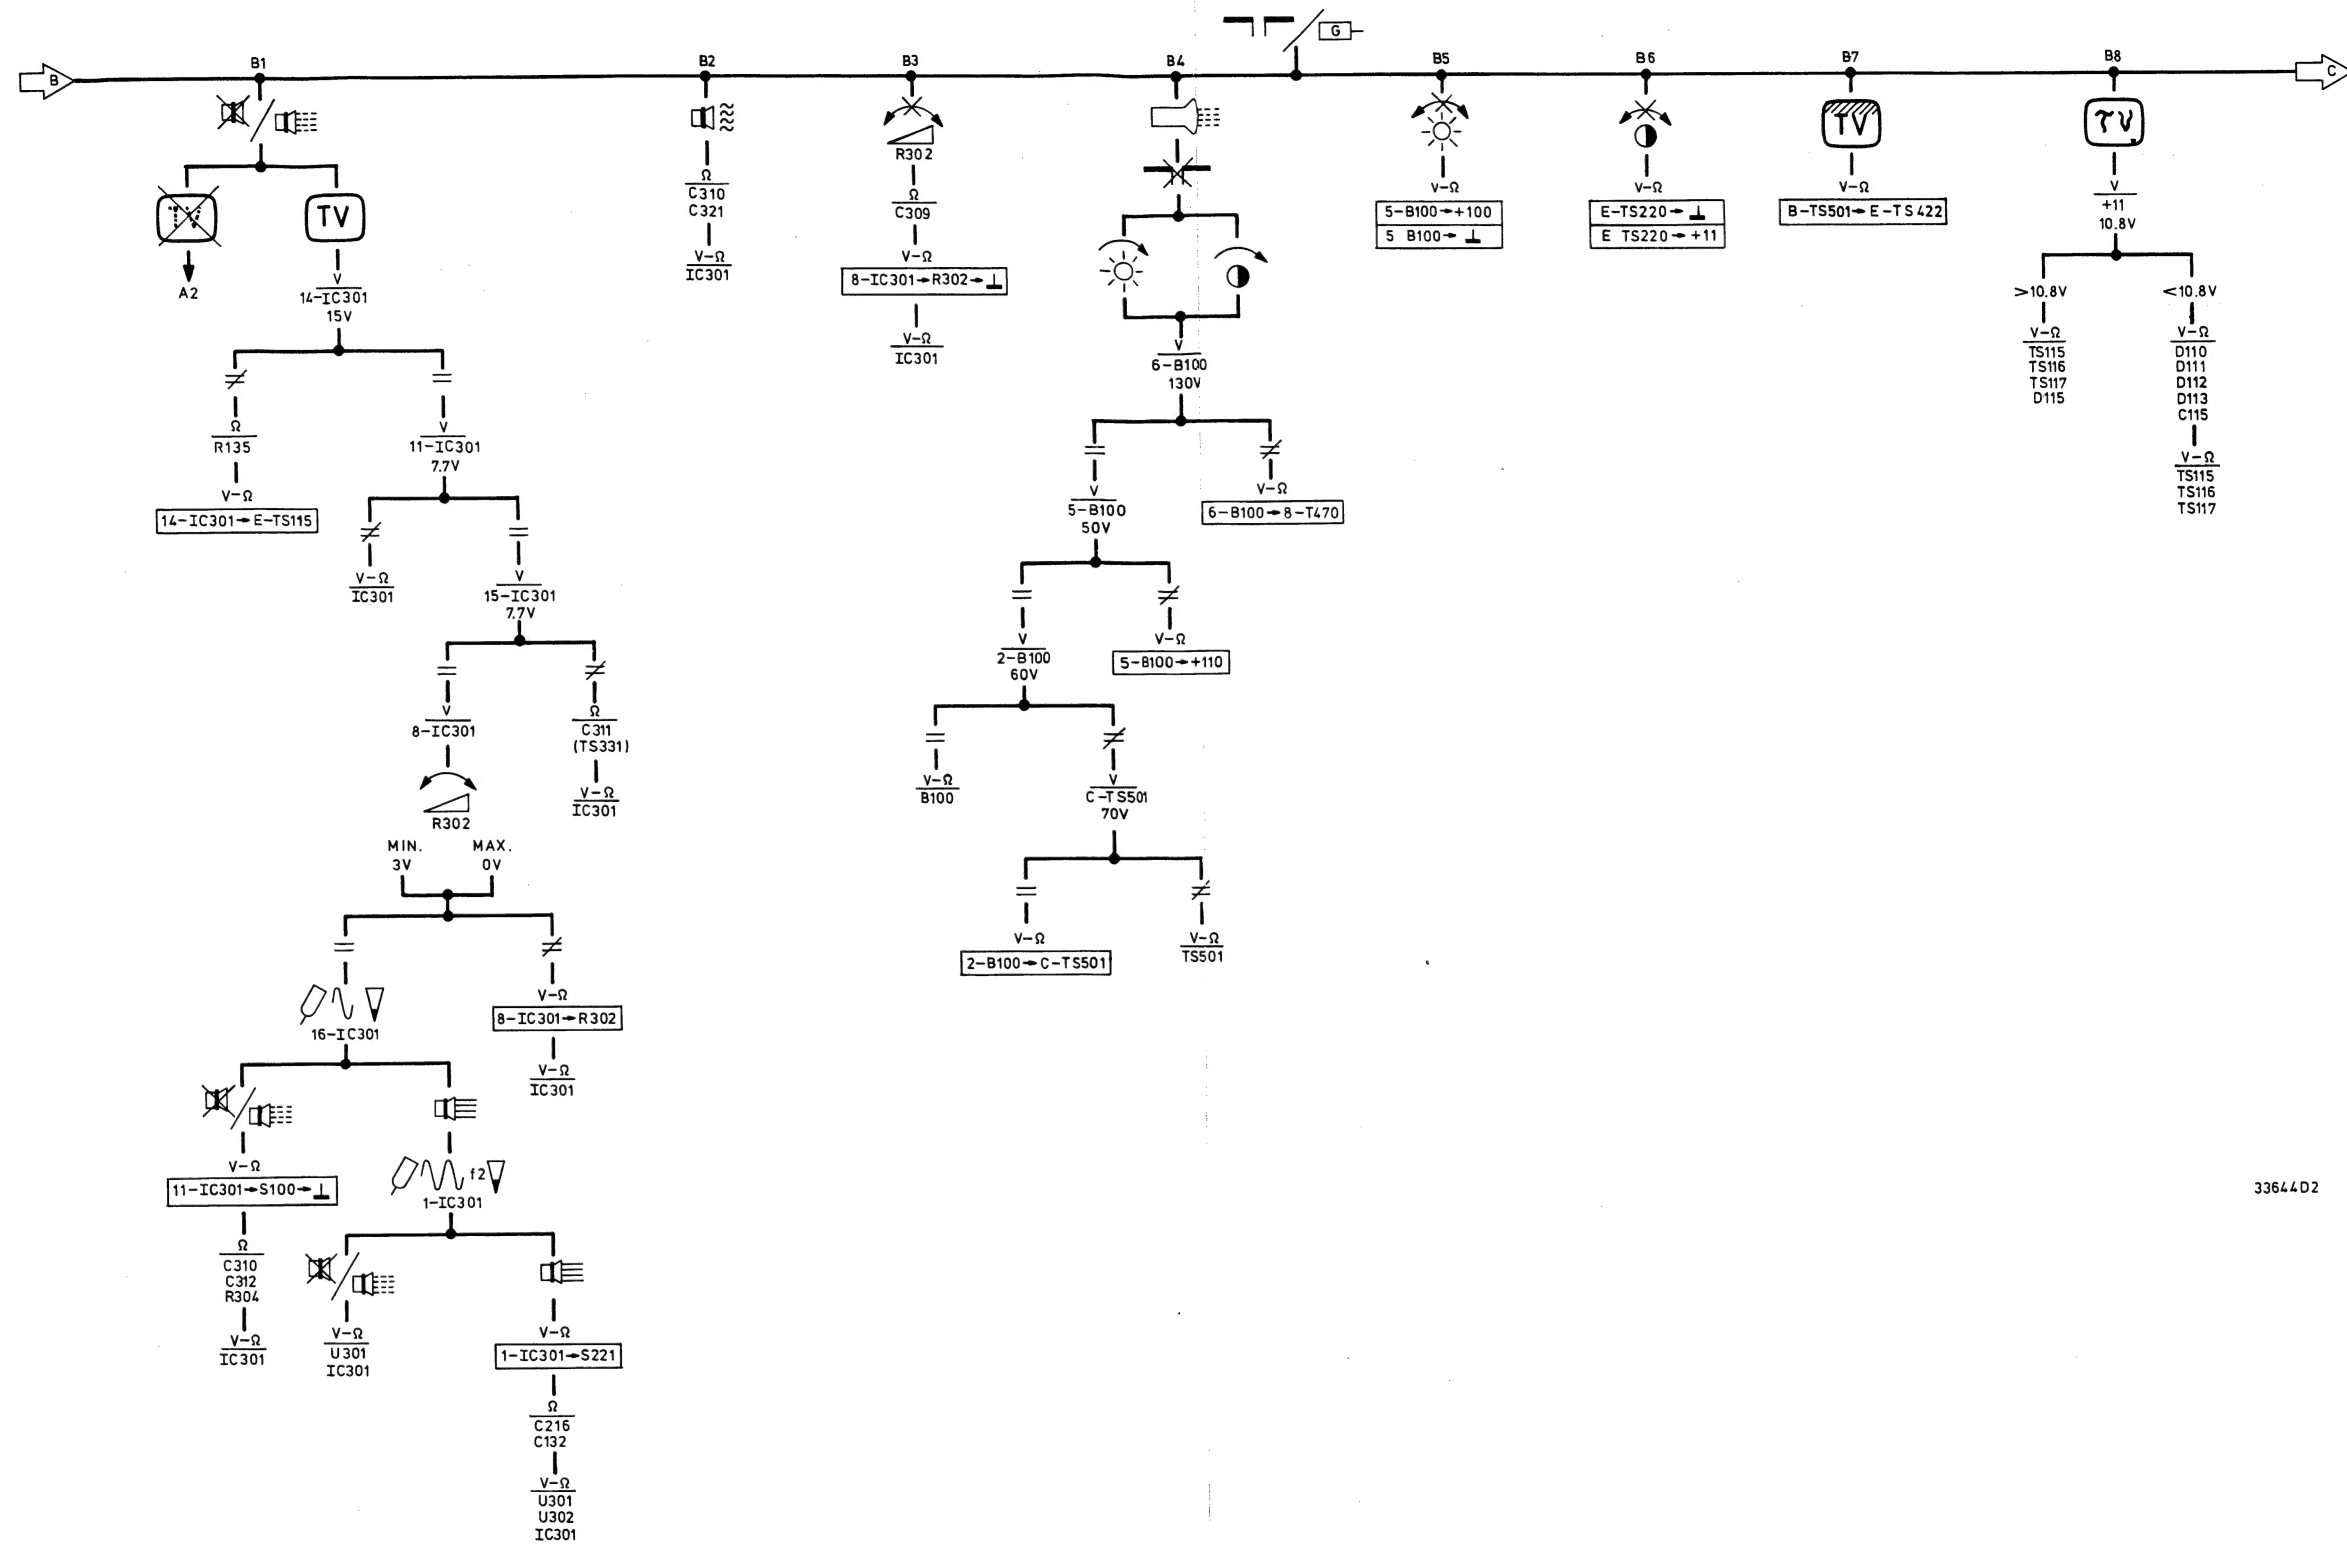 G
B
B1
B2
B3
B4
B5
B6
B7
B8
C
TV
A2
V
14-IC301
15V
Ω
R135
V-Ω
14-IC301→E-TS115
V
11-IC301
7.7V
V-Ω
IC301
V
15-IC301
7.7V
V
8-IC301
R302
Ω
C311
(TS331)
V-Ω
IC301
MIN.
3V
MAX.
0V
16-IC301
V-Ω
8-IC301→R302
V-Ω
IC301
V-Ω
11-IC301→S100→⊥
Ω
C310
C312
R304
V-Ω
IC301
f2
1-IC301
V-Ω
U301
IC301
V-Ω
1-IC301→S221
Ω
C216
C132
V-Ω
U301
U302
IC301
Ω
C310
C321
V-Ω
IC301
R302
Ω
C309
V-Ω
8-IC301→R302→⊥
V-Ω
IC301
V
6-B100
130V
V
5-B100
50V
V-Ω
6-B100→8-T470
V
2-B100
60V
V-Ω
5-B100→+110
V-Ω
B100
V
C-TS501
70V
V-Ω
2-B100→C-TS501
V-Ω
TS501
V-Ω
5-B100→+100
5 B100→⊥
V-Ω
E-TS220→⊥
E TS220→+11
TV
V-Ω
B-TS501→E-TS422
TV
V
+11
10.8V
>10.8V
V-Ω
TS115
TS116
TS117
D115
<10.8V
V-Ω
D110
D111
D112
D113
C115
V-Ω
TS115
TS116
TS117
33644D2